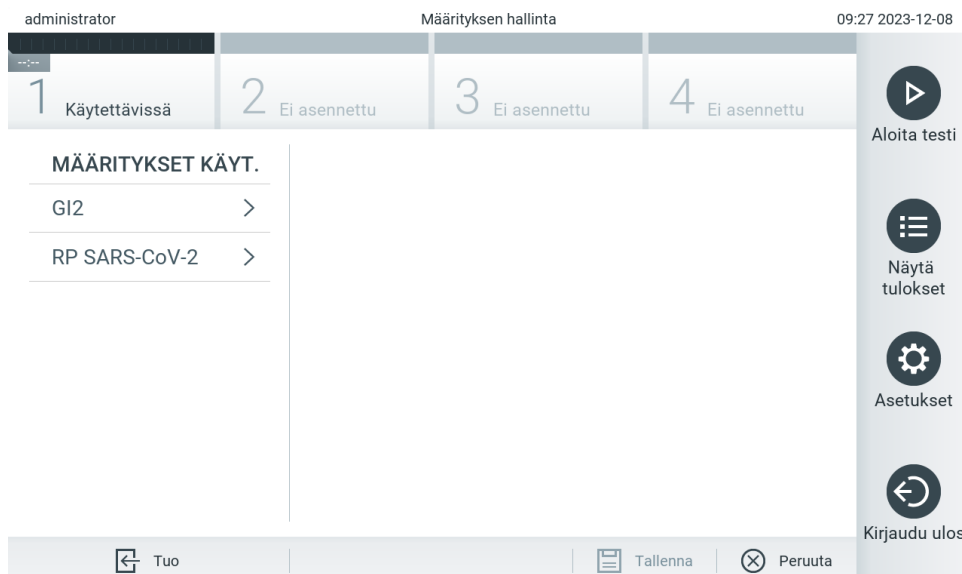 administrator
Määrityksen hallinta
09:27 2023-12-08
--:--
1 Käytettävissä
2 Ei asennettu
3 Ei asennettu
4 Ei asennettu
Aloita testi
MÄÄRITYKSET KÄYT.
GI2
RP SARS-CoV-2
Näytä
tulokset
Asetukset
Kirjaudu ulos
Tuo
Tallenna
Peruuta